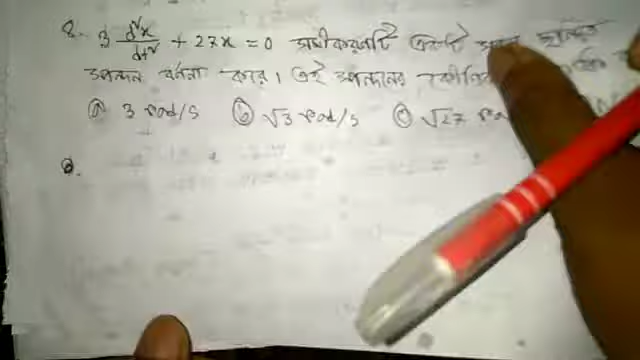 2. 3 d²x/dt² + 27x = 0 সমীকরণটি একটি সরল ছন্দিত
স্পন্দন বর্ণনা করে। এই স্পন্দনের কৌণিক
ⓐ 3 rad/s ⓑ √3 rad/s ⓒ √27